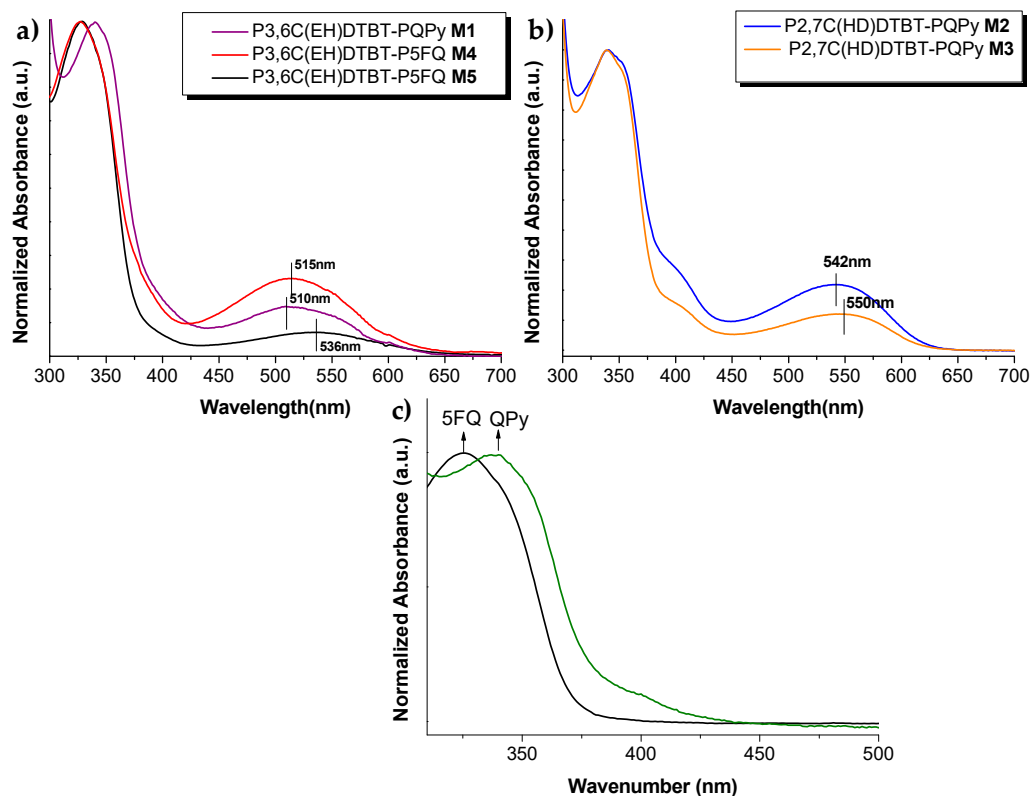 a)
P3,6C(EH)DTBT-PQPy M1
P3,6C(EH)DTBT-P5FQ M4
P3,6C(EH)DTBT-P5FQ M5
Normalized Absorbance (a.u.)
515nm
510nm
536nm
300 350 400 450 500 550 600 650 700
Wavelength(nm)
b)
P2,7C(HD)DTBT-PQPy M2
P2,7C(HD)DTBT-PQPy M3
Normalized Absorbance (a.u.)
542nm
550nm
300 350 400 450 500 550 600 650 700
Wavelength(nm)
c)
5FQ QPy
Normalized Absorbance (a.u.)
350 400 450 500
Wavenumber (nm)